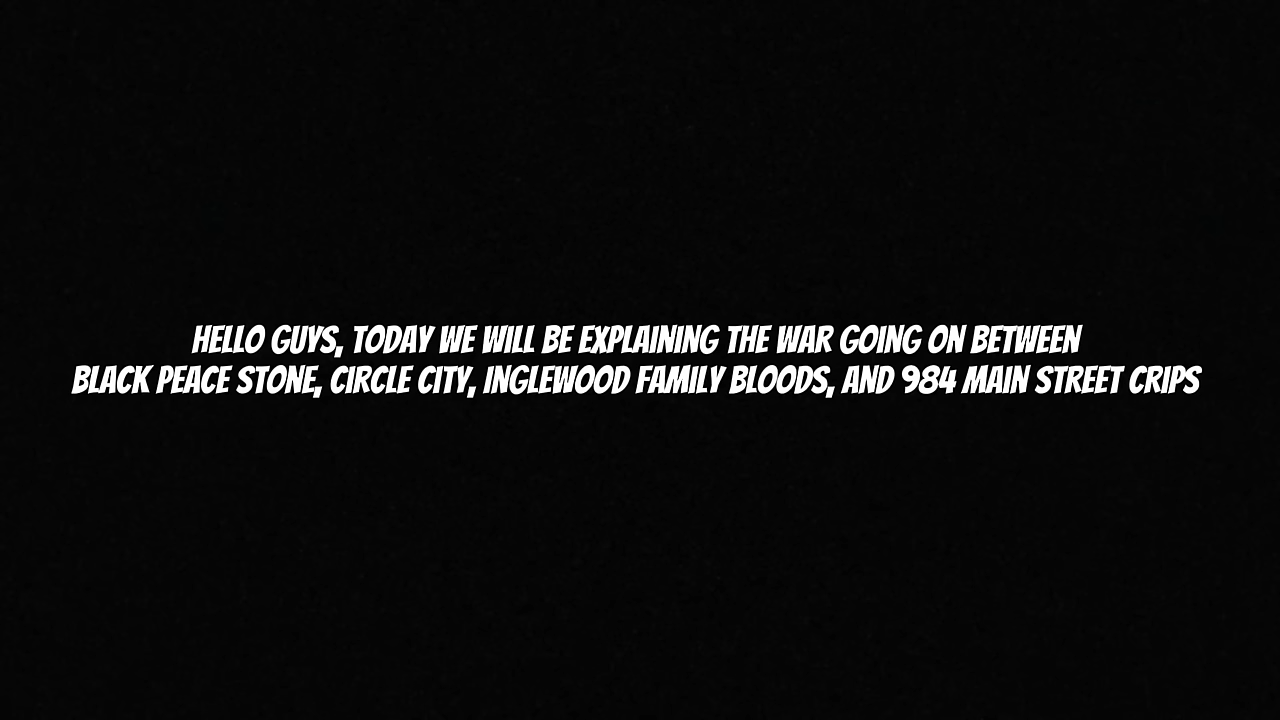 HELLO GUYS, TODAY WE WILL BE EXPLAINING THE WAR GOING ON BETWEEN
BLACK PEACE STONE, CIRCLE CITY, INGLEWOOD FAMILY BLOODS, AND 984 MAIN STREET CRIPS